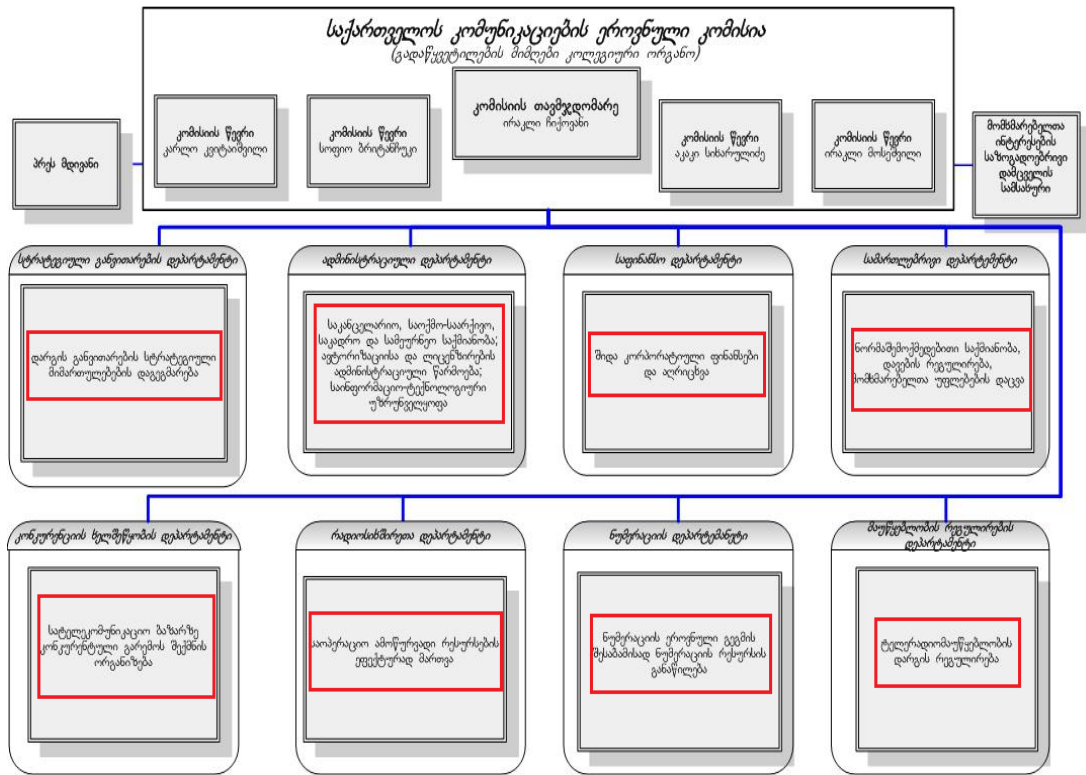 საქართველოს კომუნიკაციების ეროვნული კომისია
(გადაწყვეტილების მიმღები კოლეგიური ორგანო)
პრეს მდივანი
კომისიის წევრი
კარლო კვიტაიშვილი
კომისიის წევრი
სოფიო ბრიტანჩუკი
კომისიის თავმჯდომარე
ირაკლი ჩიქოვანი
კომისიის წევრი
აკაკი სიხარულიძე
კომისიის წევრი
ირაკლი მოსეშვილი
მომხმარებელთა
ინტერესების
საზოგადოებრივი
დამცველის
სამსახური
სტრატეგიული განვითარების დეპარტამენტი
დარგის განვითარების სტრატეგიული
მიმართულებების დაგეგმარება
ადმინისტრაციული დეპარტამენტი
საკანცელარიო, საოქმო-საარქივო,
საკადრო და სამეურნეო საქმიანობა;
ავტორიზაციისა და ლიცენზირების
ადმინისტრაციული წარმოება;
საინფორმაციო-ტექნოლოგიური
უზრუნველყოფა
საფინანსო დეპარტამენტი
შიდა კორპორატიული ფინანსები
და აღრიცხვა
სამართლებრივი დეპარტემენტი
ნორმაშემოქმედებითი საქმიანობა,
დავების რეგულირება,
მომხმარებელთა უფლებების დაცვა
კონკურენციის ხელშეწყობის დეპარტამენტი
სატელეკომუნიკაციო ბაზარზე
კონკურენტული გარემოს შექმნის
ორგანიზება
რადიოსიხშირეთა დეპარტამენტი
საოპერაციო ამოწურვადი რესურსების
ეფექტურად მართვა
ნუმერაციის დეპარტემანეტი
ნუმერაციის ეროვნული გეგმის
შესაბამისად ნუმერაციის რესურსის
განაწილება
მაუწყებლობის რეგულირების
დეპარტამენტი
ტელერადიომაუწყებლობის
დარგის რეგულირება